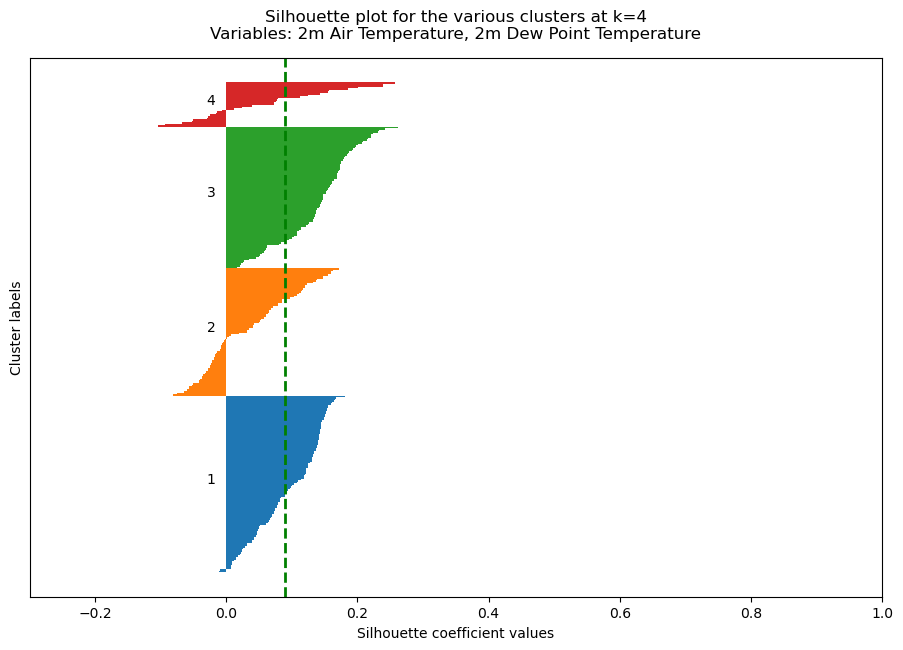 Silhouette plot for the various clusters at k=4
Variables: 2m Air Temperature, 2m Dew Point Temperature
4
3
2
1
Cluster labels
−0.2
0.0
0.2
0.4
0.6
0.8
1.0
Silhouette coefficient values